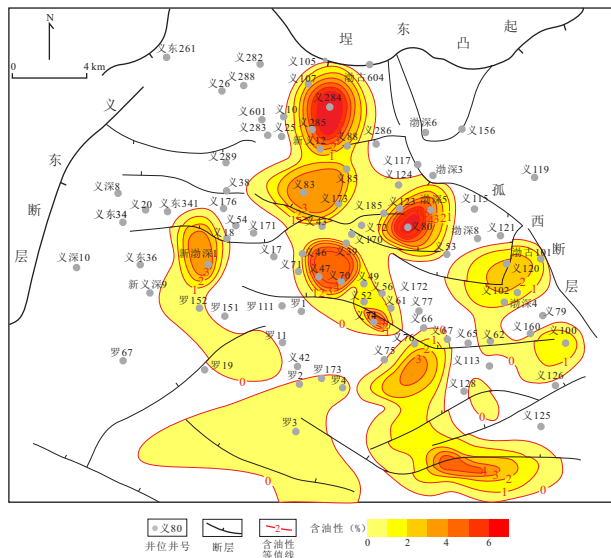 埕东凸起
N
0 4 km
义东261
义282
义105
渤古604
义26
义288
义107
义284
义
义601
义10
义283
义25
义285
新义12
义88
义286
渤深6
义156
东
义289
义85
义117
渤深3
义119
义深8
义38
义83
义124
孤
义20
义东341
义176
义173
义185
义123
渤深5
义115
义东34
义54
义171
义43
义72
义80
渤深8
义121
西
断
义18
义170
义53
渤古101
断
层
义深10
义东36
新渤深1
义17
义46
义39
义120
义71
义47
义70
义49
义172
义102
层
新义深9
义56
罗152
罗151
罗111
罗1
义52
义61
义77
渤深4
义79
义74
义66
罗11
义76
义67
义65
义62
义160
义100
罗67
罗19
义42
义75
义113
罗2
罗173
罗4
义128
义126
罗3
义125
义80
2
含油性 (%)
井位井号
断层
含油性
等值线
0 2 4 6